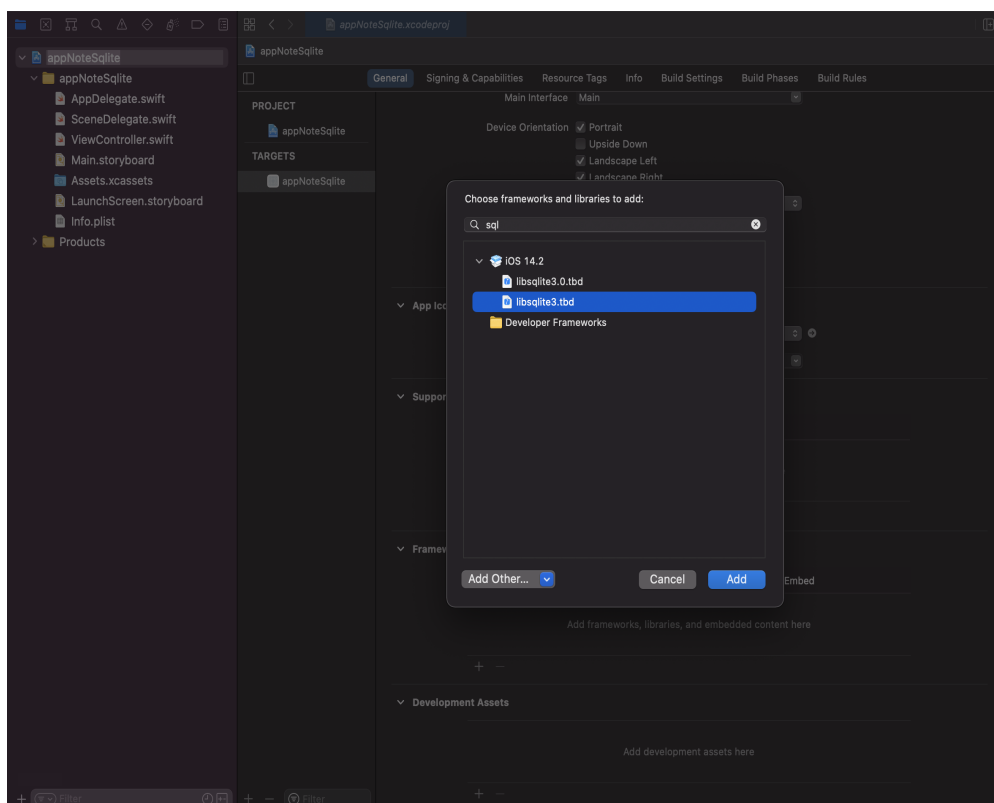 appNoteSqlite.xcodeproj
appNoteSqlite
appNoteSqlite
AppDelegate.swift
SceneDelegate.swift
ViewController.swift
Main.storyboard
Assets.xcassets
LaunchScreen.storyboard
Info.plist
Products
Filter
appNoteSqlite
General Signing & Capabilities Resource Tags Info Build Settings Build Phases Build Rules
PROJECT
appNoteSqlite
TARGETS
appNoteSqlite
Filter
Main Interface Main
Device Orientation Portrait
Upside Down
Landscape Left
Landscape Right
App Ico
Suppor
Framew
Embed
Add frameworks, libraries, and embedded content here
Development Assets
Add development assets here
Choose frameworks and libraries to add:
sql
iOS 14.2
libsqlite3.0.tbd
libsqlite3.tbd
Developer Frameworks
Add Other... Cancel Add